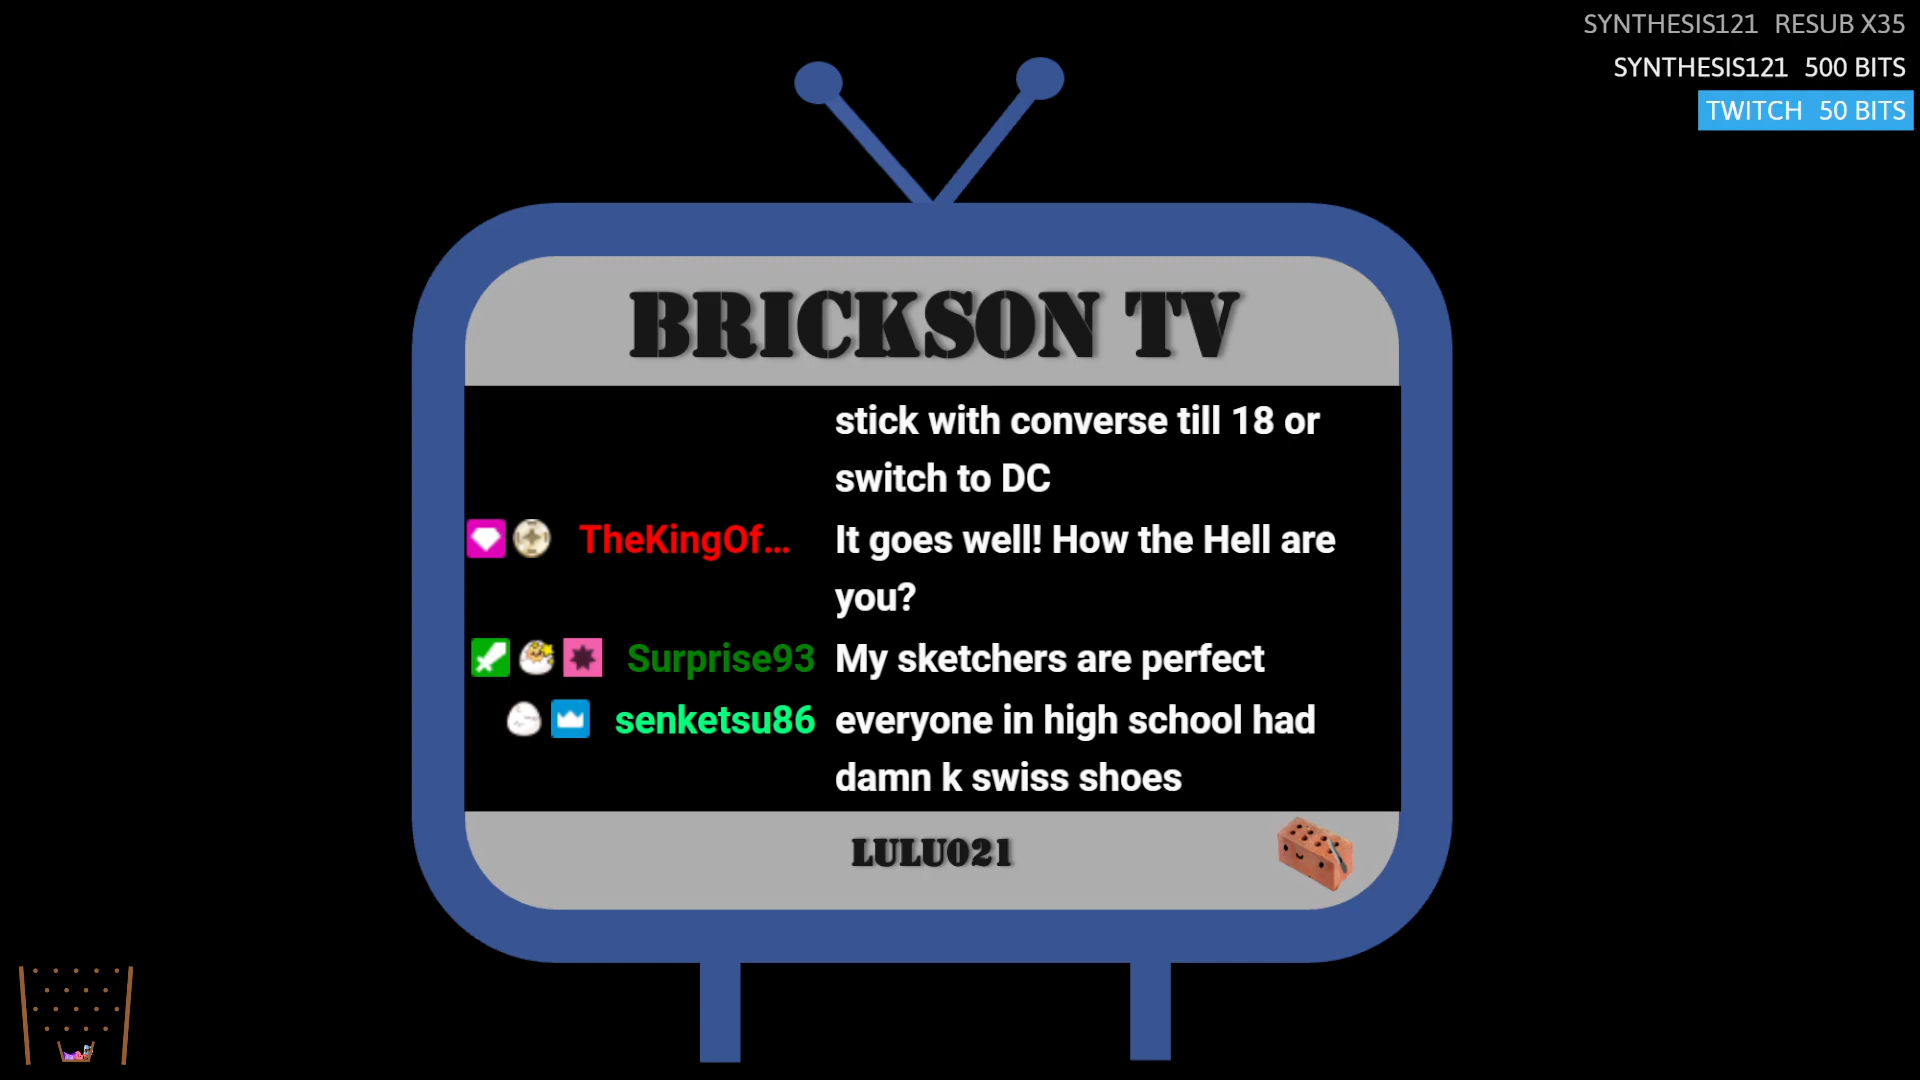 SYNTHESIS121 RESUB X35
SYNTHESIS121 500 BITS
TWITCH 50 BITS
BRICKSON TV
stick with converse till 18 or
switch to DC
TheKingOf... It goes well! How the Hell are
you?
Surprise93 My sketchers are perfect
senketsu86 everyone in high school had
damn k swiss shoes
LULU021